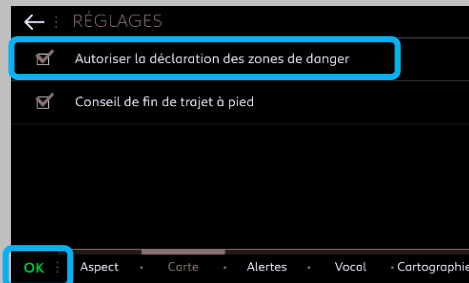 RÉGLAGES
Autoriser la déclaration des zones de danger
Conseil de fin de trajet à pied
OK Aspect • Carte • Alertes • Vocal • Cartographie